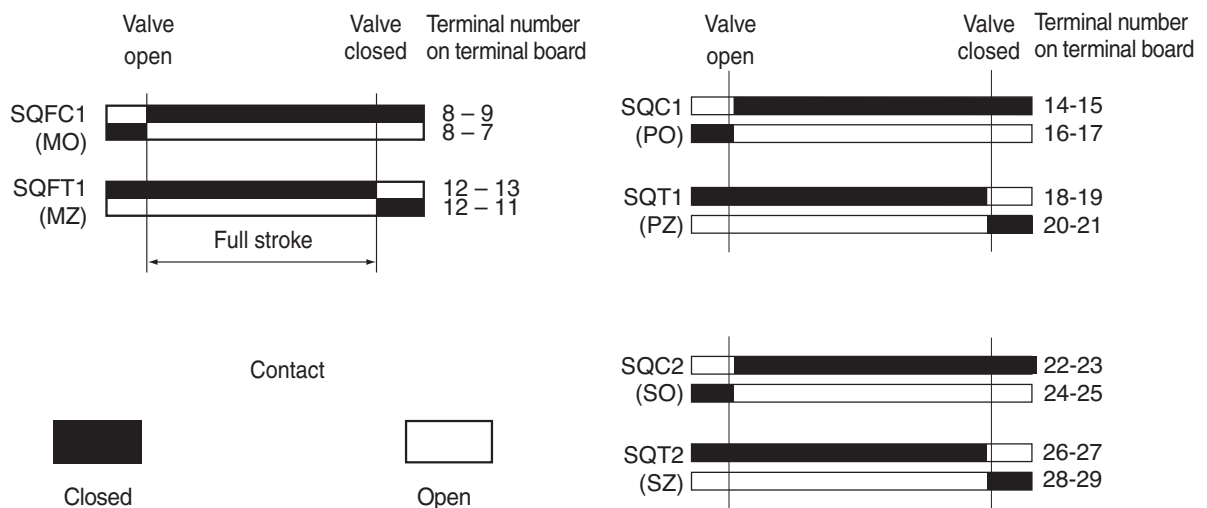 Valve open
Valve closed
Terminal number on terminal board
SQFC1 (MO)
8 – 9
8 – 7
SQFT1 (MZ)
12 – 13
12 – 11
Full stroke
Valve open
Valve closed
Terminal number on terminal board
SQC1 (PO)
14-15
16-17
SQT1 (PZ)
18-19
20-21
SQC2 (SO)
22-23
24-25
SQT2 (SZ)
26-27
28-29
Contact
Closed
Open